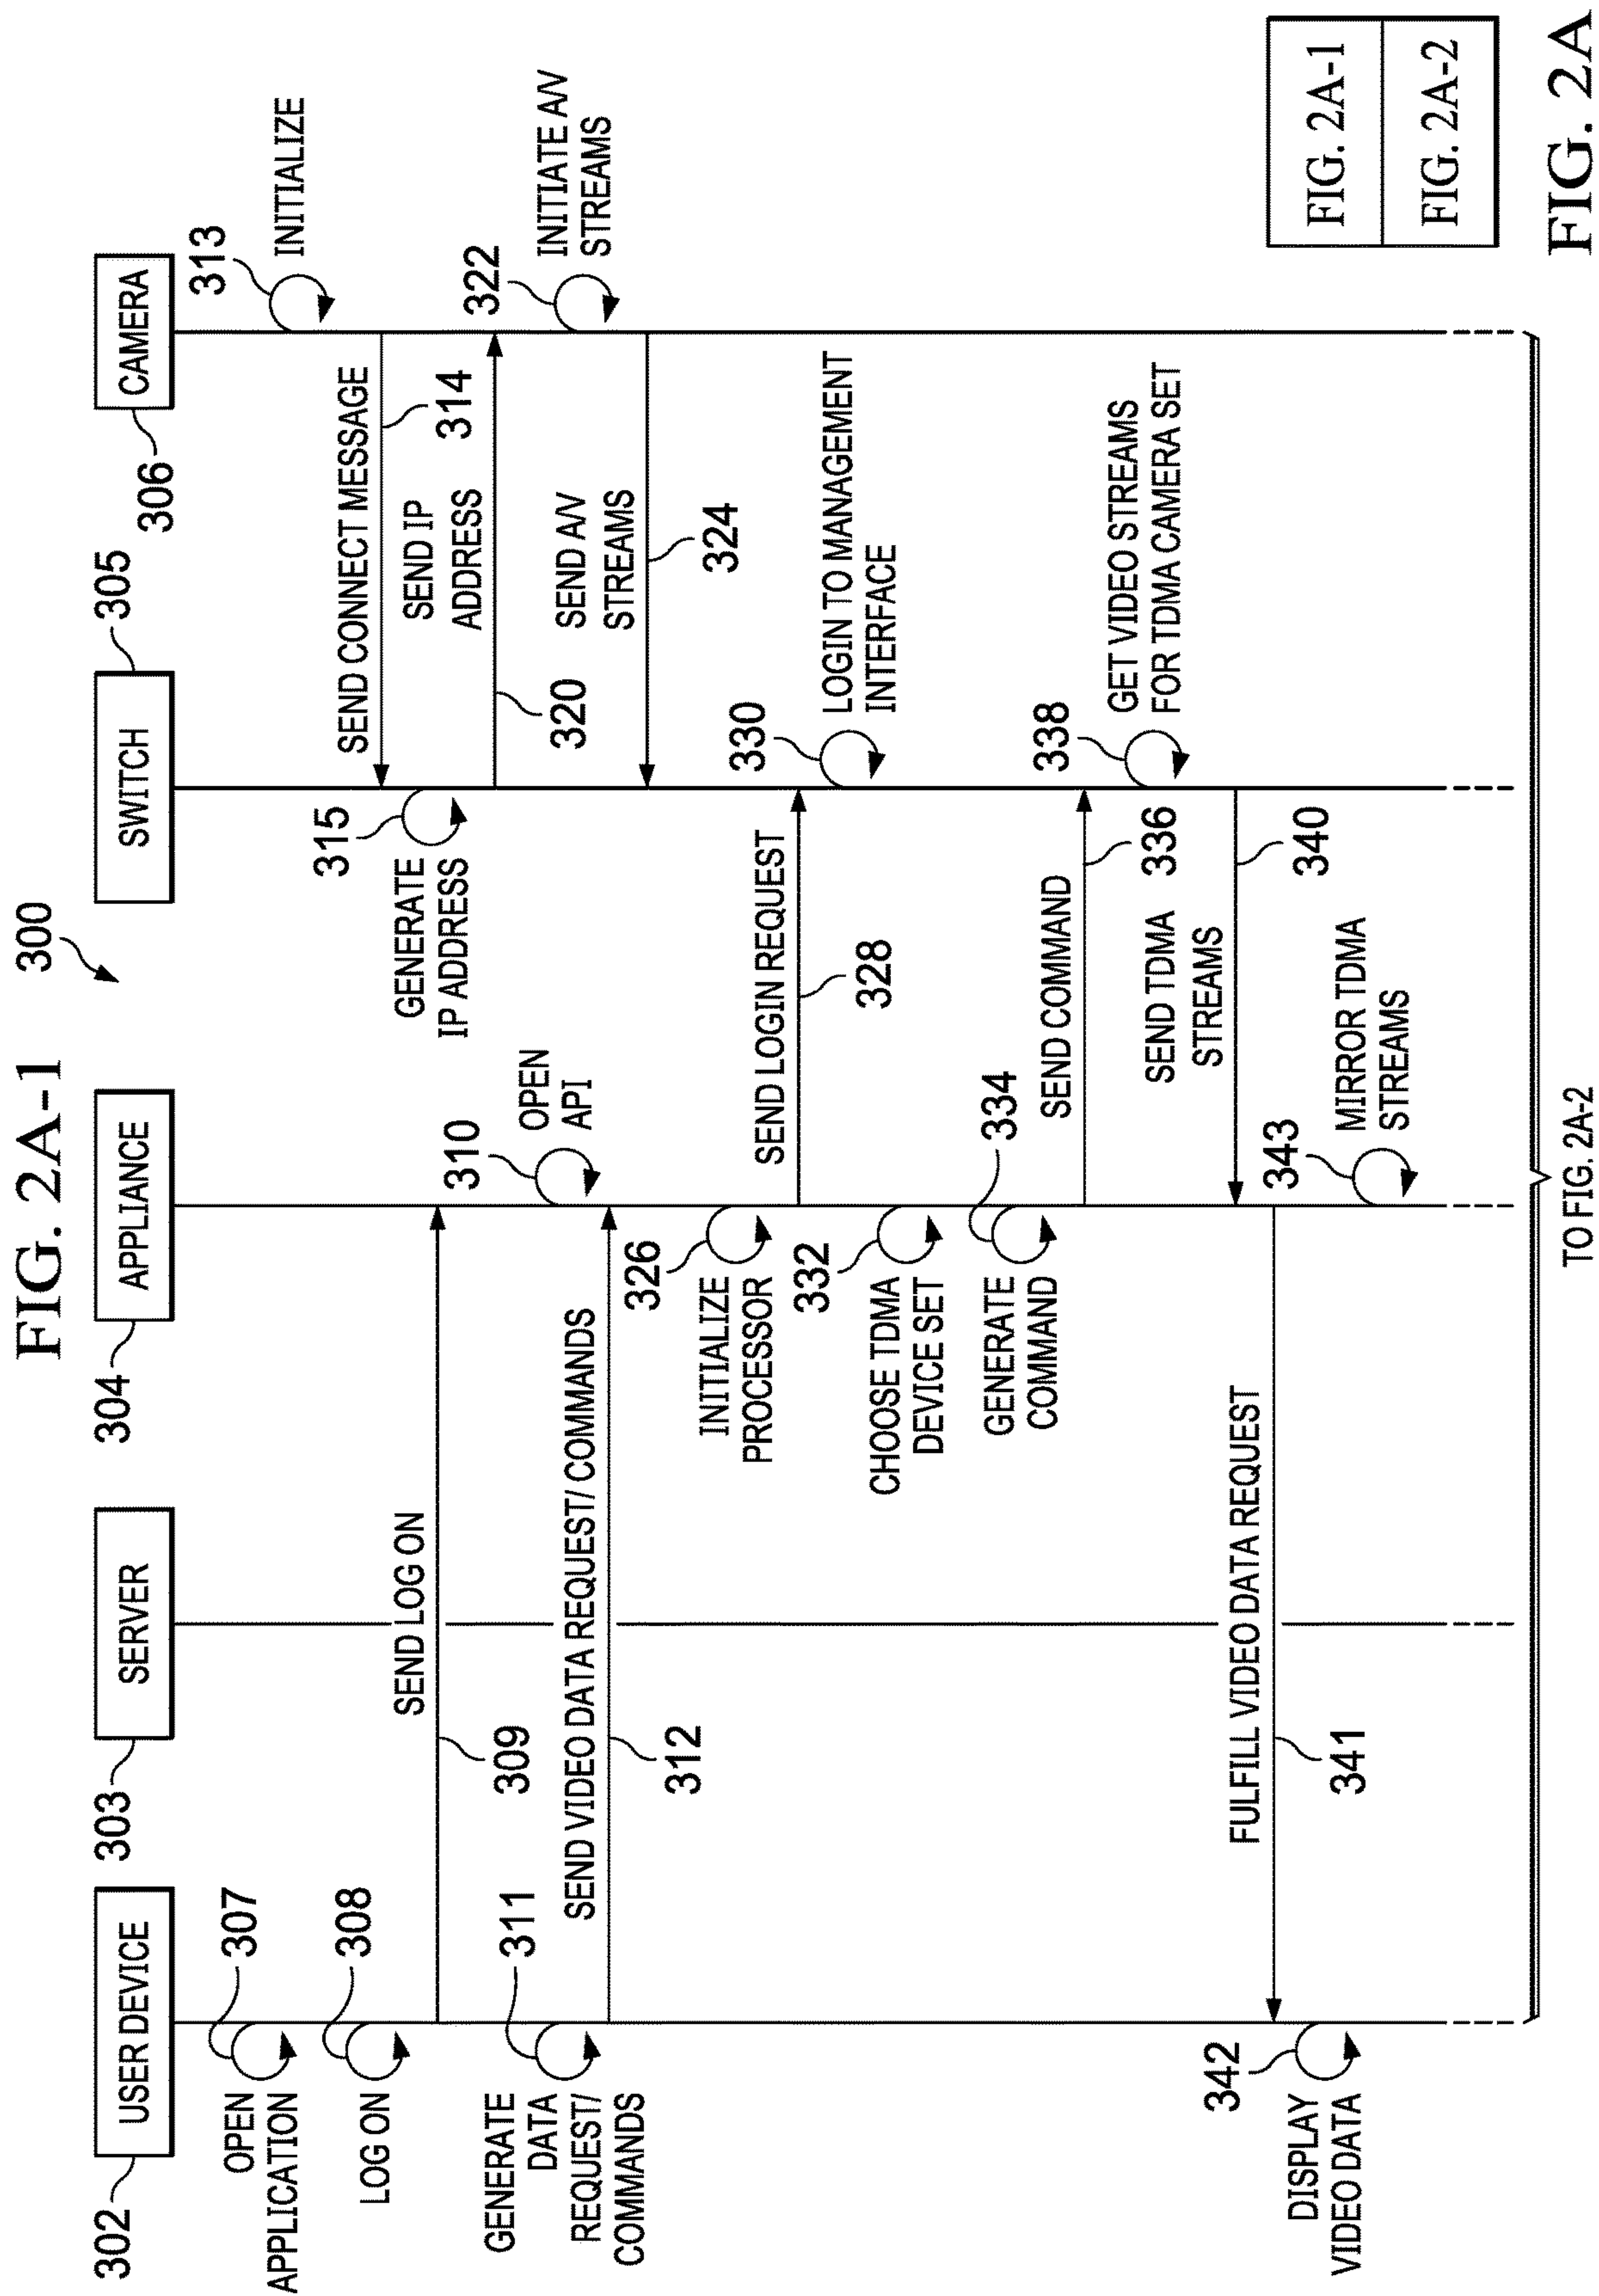 FIG. 2A-1
300
302
USER DEVICE
303
SERVER
304
APPLIANCE
SWITCH
305
306
CAMERA
307
OPEN
APPLICATION
313
INITIALIZE
308
LOG ON
SEND CONNECT MESSAGE
314
SEND LOG ON
309
315
GENERATE
IP ADDRESS
SEND IP
ADDRESS
320
311
GENERATE
DATA
REQUEST/
COMMANDS
310
OPEN
API
322
INITIATE A/V
STREAMS
SEND VIDEO DATA REQUEST/ COMMANDS
312
SEND A/V
STREAMS
324
326
INITIALIZE
PROCESSOR
SEND LOGIN REQUEST
328
330
LOGIN TO MANAGEMENT
INTERFACE
332
CHOOSE TDMA
DEVICE SET
334
GENERATE
COMMAND
SEND COMMAND
336
338
GET VIDEO STREAMS
FOR TDMA CAMERA SET
SEND TDMA
STREAMS
340
FULFILL VIDEO DATA REQUEST
341
342
DISPLAY
VIDEO DATA
343
MIRROR TDMA
STREAMS
TO FIG. 2A-2
FIG. 2A-1
FIG. 2A-2
FIG. 2A